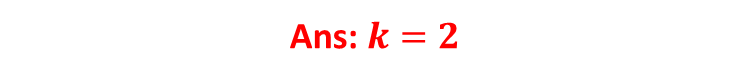 Ans: k = 2